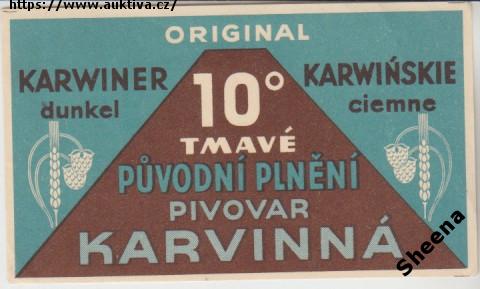 https://www.auktiva.cz/
ORIGINAL
KARWINER
dunkel
10°
KARWIŃSKIE
ciemne
TMAVÉ
PŮVODNÍ PLNĚNÍ
PIVOVAR
KARVINNÁ
Sheena